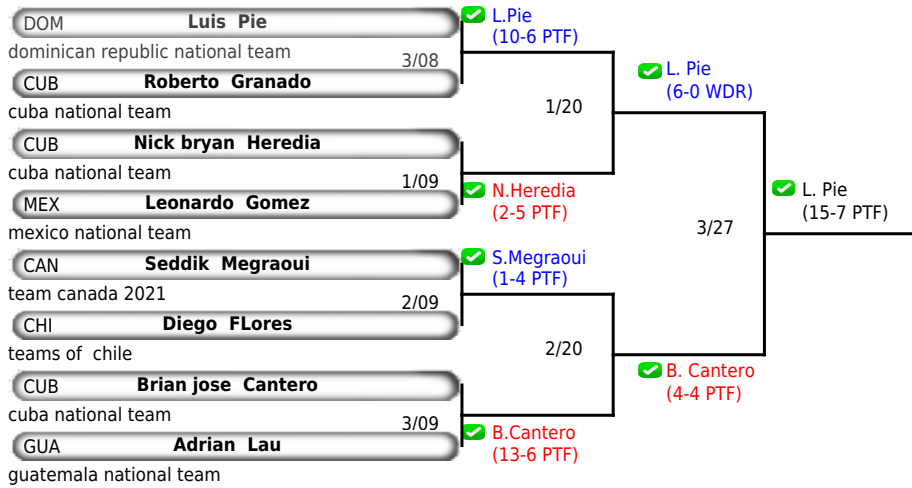 DOM Luis Pie
dominican republic national team
3/08
CUB Roberto Granado
cuba national team
CUB Nick bryan Heredia
cuba national team
1/09
MEX Leonardo Gomez
mexico national team
CAN Seddik Megraoui
team canada 2021
2/09
CHI Diego FLores
teams of chile
CUB Brian jose Cantero
cuba national team
3/09
GUA Adrian Lau
guatemala national team
L.Pie
(10-6 PTF)
1/20
N.Heredia
(2-5 PTF)
S.Megraoui
(1-4 PTF)
2/20
B.Cantero
(13-6 PTF)
L. Pie
(6-0 WDR)
3/27
B. Cantero
(4-4 PTF)
L. Pie
(15-7 PTF)